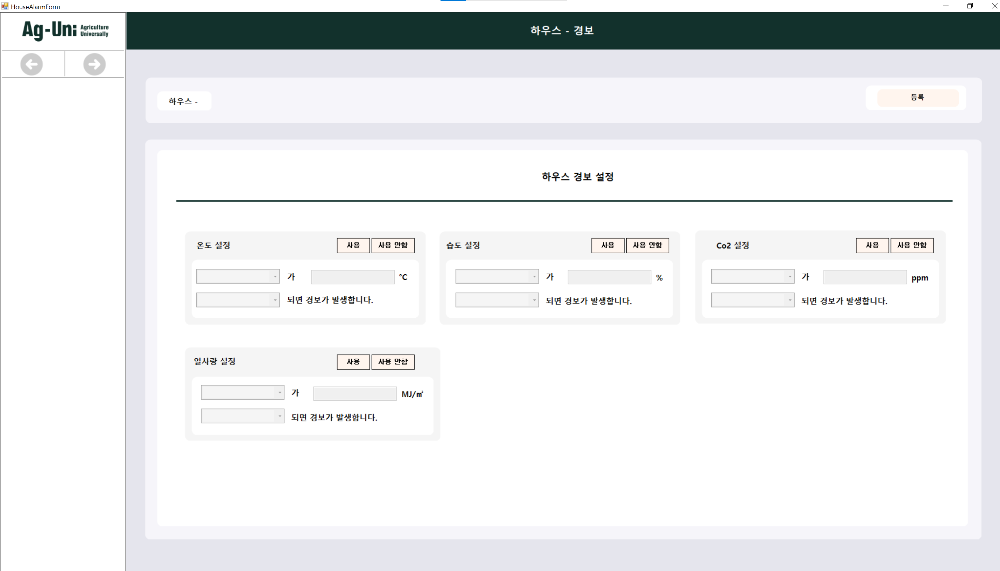 HouseAlarmForm
Ag-Uni Agriculture Universally
하우스 - 경보
하우스 -
등록
하우스 경보 설정
온도 설정 사용 사용 안함
가 °C
되면 경보가 발생합니다.
습도 설정 사용 사용 안함
가 %
되면 경보가 발생합니다.
Co2 설정 사용 사용 안함
가 ppm
되면 경보가 발생합니다.
일사량 설정 사용 사용 안함
가 MJ/㎡
되면 경보가 발생합니다.